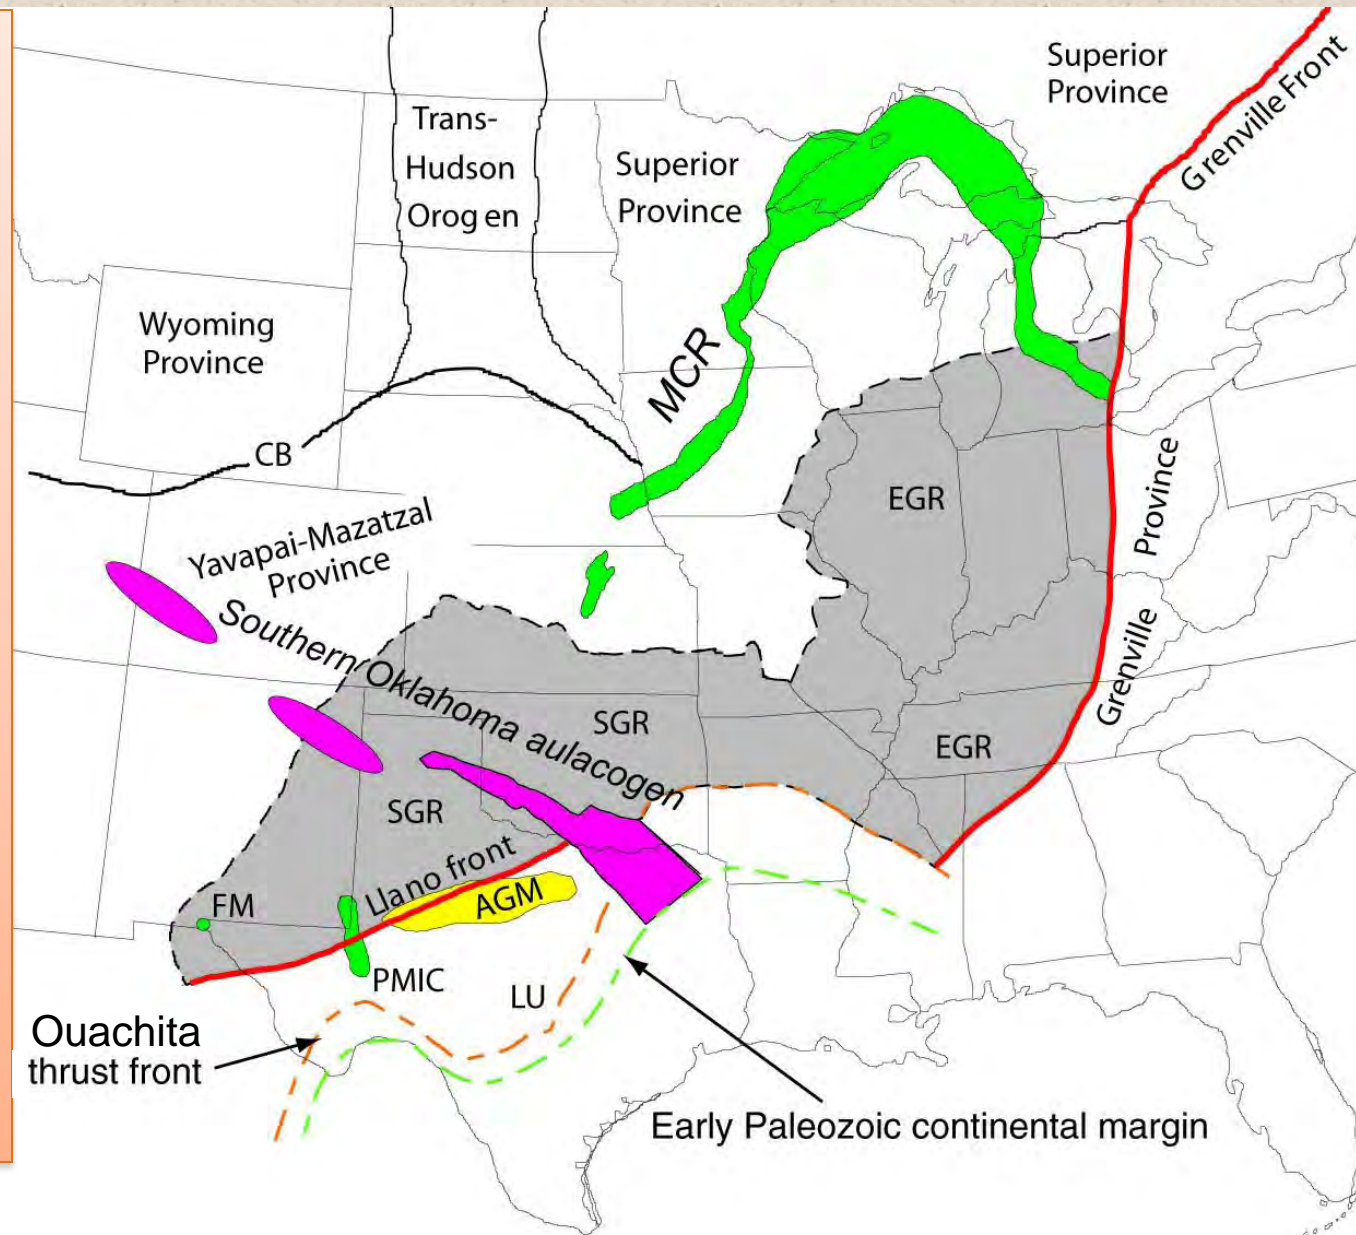 Superior
Province
Grenville Front
Trans-
Hudson
Orog en
Superior
Province
Wyoming
Province
MCR
CB
EGR
Province
Yavapai-Mazatzal
Province
Grenville
Southern Oklahoma aulacogen
SGR
EGR
SGR
Llano front
AGM
FM
PMIC
LU
Ouachita
thrust front
Early Paleozoic continental margin